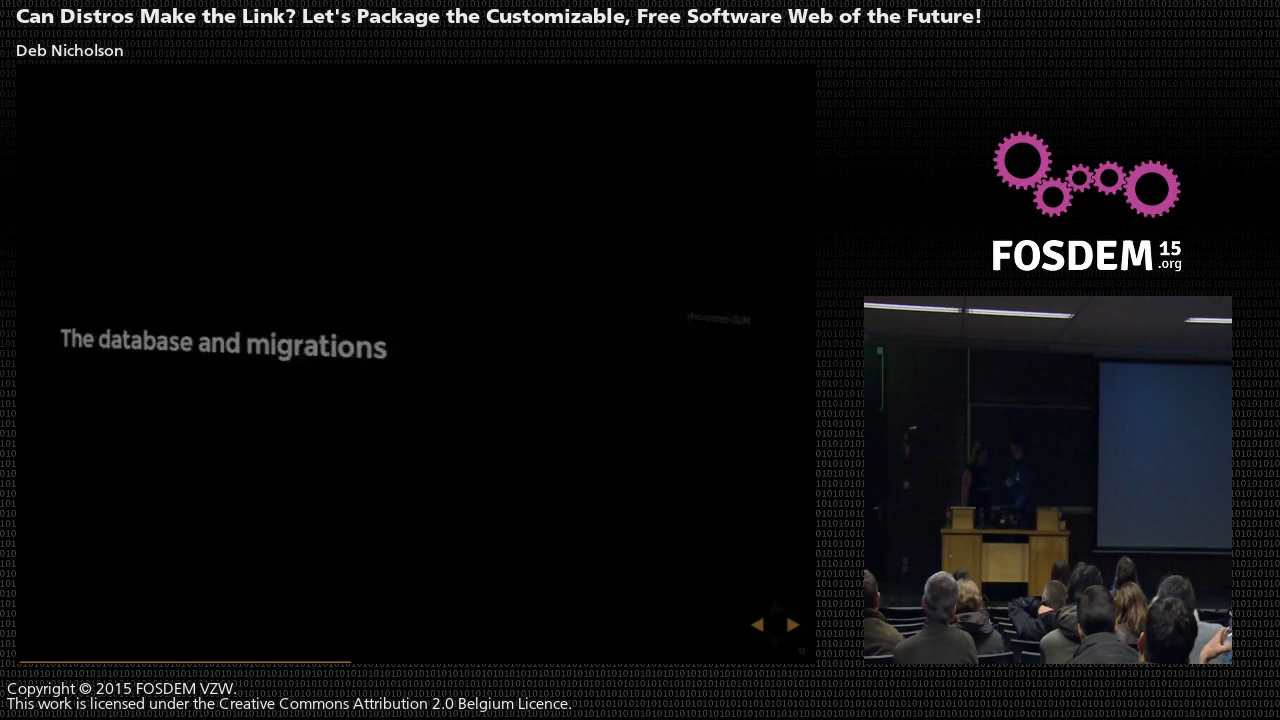 Can Distros Make the Link? Let's Package the Customizable, Free Software Web of the Future!
Deb Nicholson
The database and migrations
12
FOSDEM 15
.org
Copyright © 2015 FOSDEM VZW.
This work is licensed under the Creative Commons Attribution 2.0 Belgium Licence.